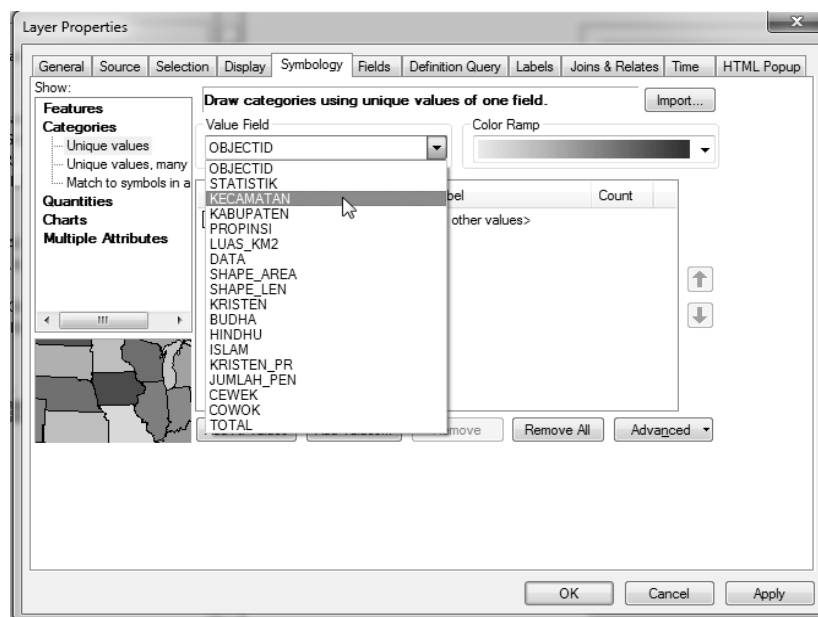 Layer Properties
General Source Selection Display Symbology Fields Definition Query Labels Joins & Relates Time HTML Popup
Show:
Features
Categories
Unique values
Unique values, many
Match to symbols in a
Quantities
Charts
Multiple Attributes
Draw categories using unique values of one field.
Import...
Value Field
OBJECTID
Color Ramp
OBJECTID
STATISTIK
KECAMATAN
KABUPATEN
PROPINSI
LUAS_KM2
DATA
SHAPE_AREA
SHAPE_LEN
KRISTEN
BUDHA
HINDHU
ISLAM
KRISTEN_PR
JUMLAH_PEN
CEWEK
COWOK
TOTAL
bel Count
other values>
Remove All Advanced
OK Cancel Apply